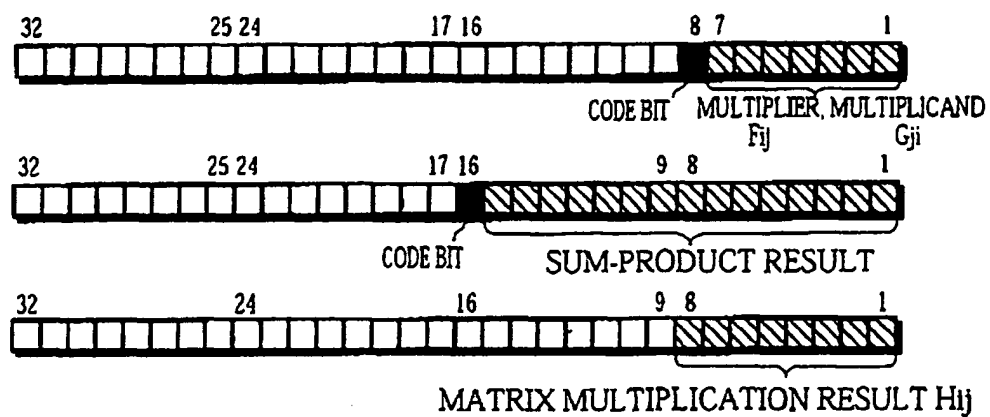 32 25 24 17 16 8 7 1
CODE BIT MULTIPLIER, MULTIPLICAND
Fij Gji
32 25 24 17 16 9 8 1
CODE BIT SUM-PRODUCT RESULT
32 24 16 9 8 1
MATRIX MULTIPLICATION RESULT Hij